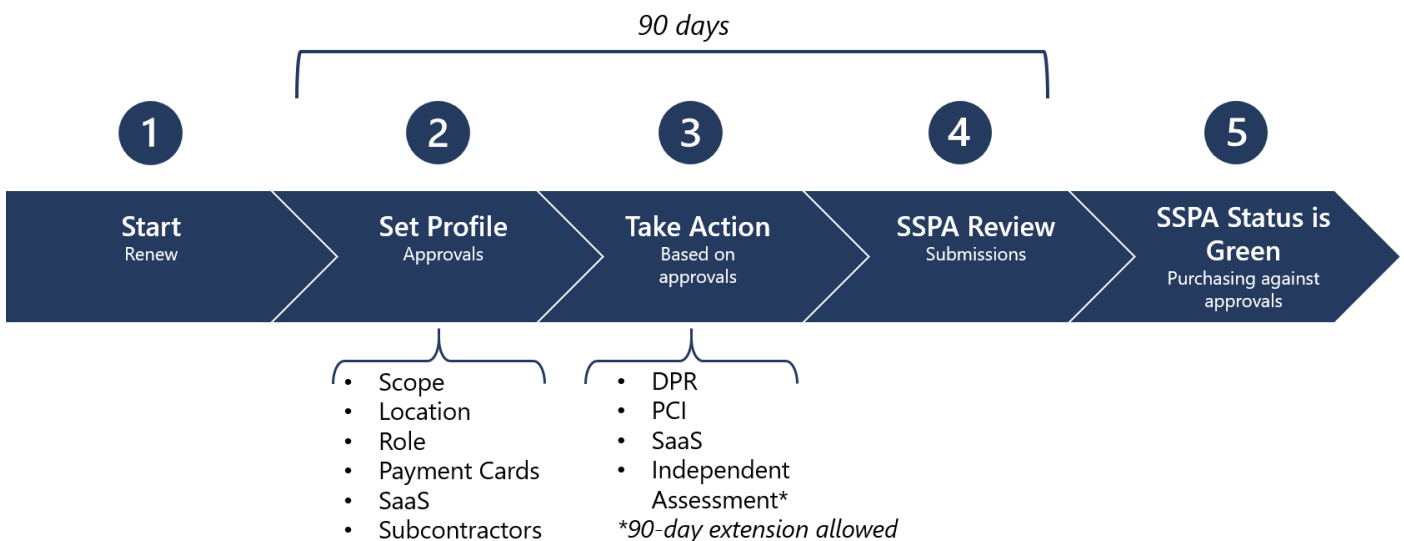 90 days
1
2
3
4
5
Start
Renew
Set Profile
Approvals
Take Action
Based on
approvals
SSPA Review
Submissions
SSPA Status is
Green
Purchasing against
approvals
• Scope
• Location
• Role
• Payment Cards
• SaaS
• Subcontractors
• DPR
• PCI
• SaaS
• Independent
Assessment*
*90-day extension allowed